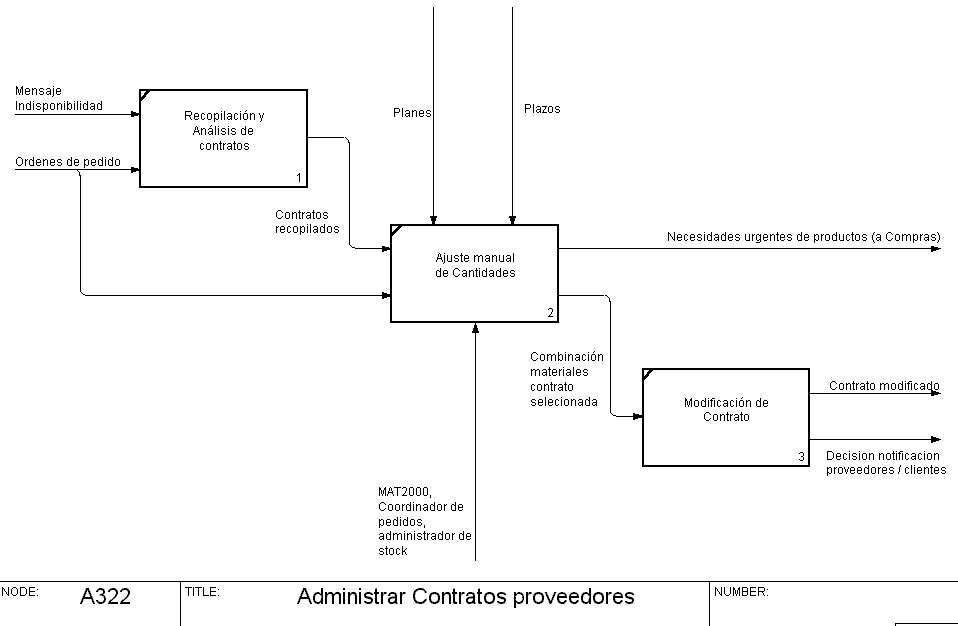 Mensaje
Indisponibilidad
Ordenes de pedido
Recopilación y
Análisis de
contratos
1
Planes
Plazos
Contratos
recopilados
Ajuste manual
de Cantidades
2
Necesidades urgentes de productos (a Compras)
Combinación
materiales
contrato
selecionada
Modificación de
Contrato
3
Contrato modificado
Decision notificacion
proveedores / clientes
MAT2000,
Coordinador de
pedidos,
administrador de
stock
NODE: A322
TITLE: Administrar Contratos proveedores
NUMBER: